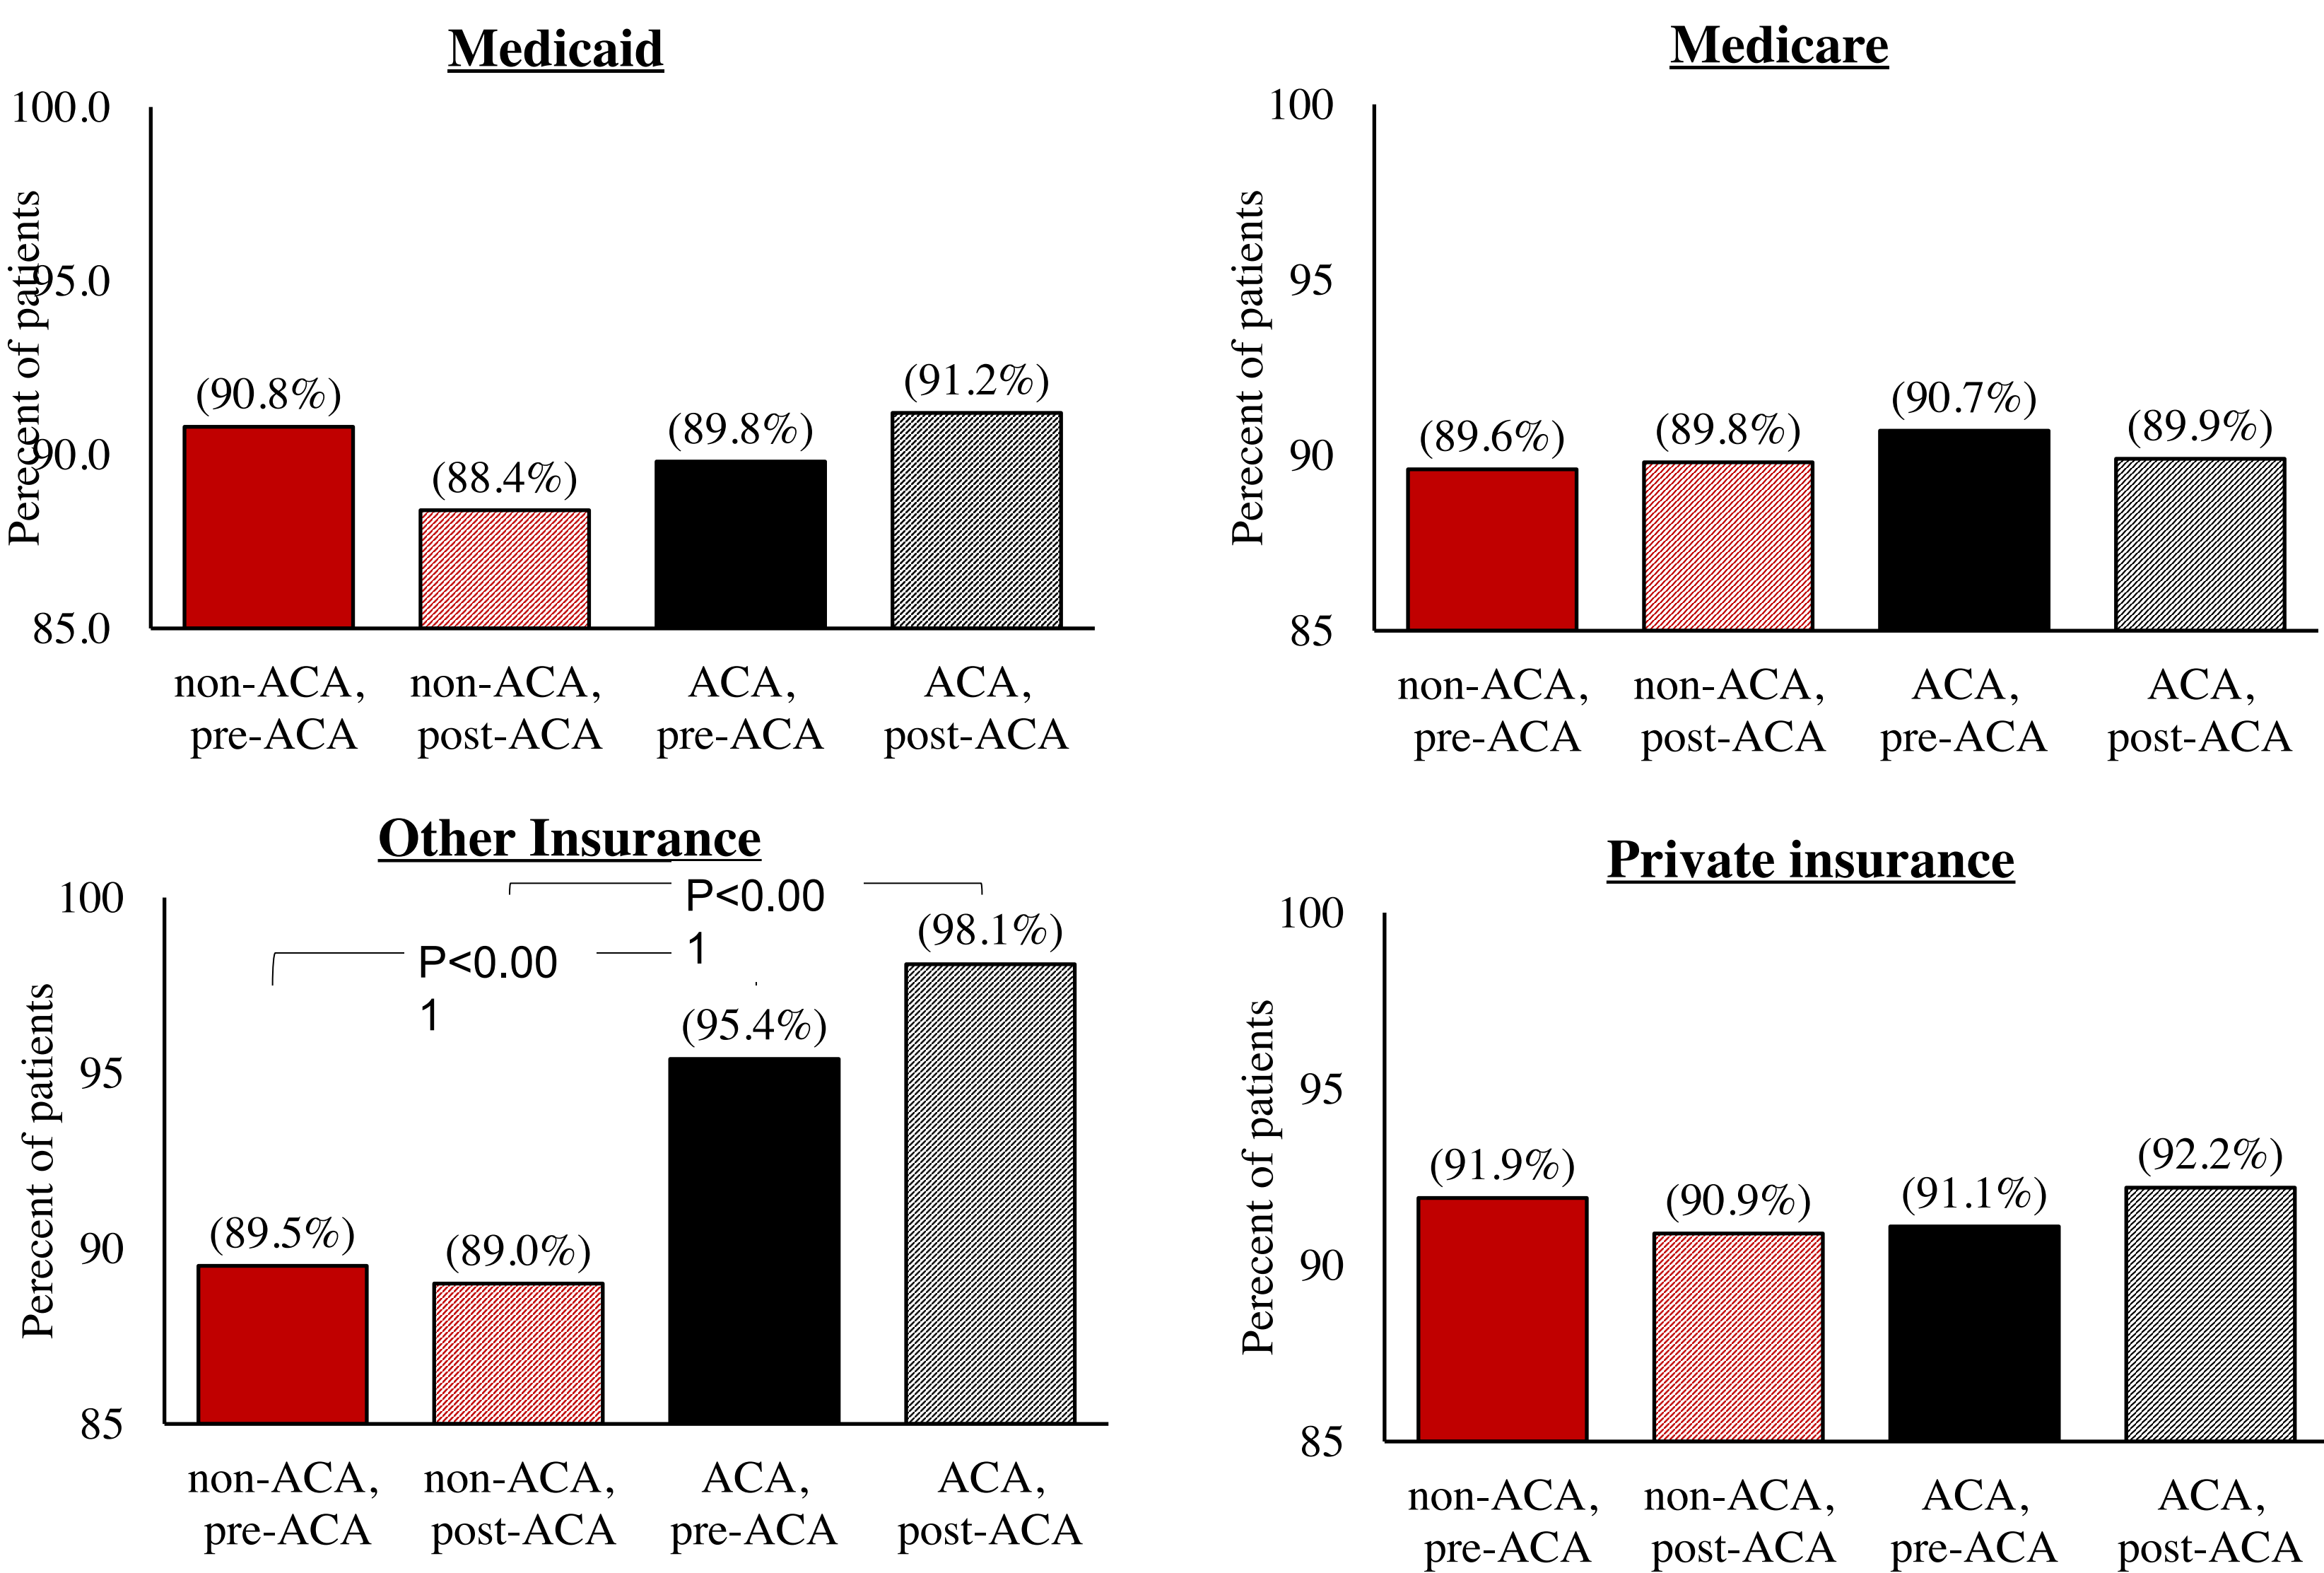 Medicaid
Perecent of patients
100.0
95.0
90.0
85.0
(90.8%)
(88.4%)
(89.8%)
(91.2%)
non-ACA,
pre-ACA
non-ACA,
post-ACA
ACA,
pre-ACA
ACA,
post-ACA
Medicare
Perecent of patients
100
95
90
85
(89.6%)
(89.8%)
(90.7%)
(89.9%)
non-ACA,
pre-ACA
non-ACA,
post-ACA
ACA,
pre-ACA
ACA,
post-ACA
Other Insurance
Perecent of patients
100
95
90
85
P<0.00
1
P<0.00
1
(89.5%)
(89.0%)
(95.4%)
(98.1%)
non-ACA,
pre-ACA
non-ACA,
post-ACA
ACA,
pre-ACA
ACA,
post-ACA
Private insurance
Perecent of patients
100
95
90
85
(91.9%)
(90.9%)
(91.1%)
(92.2%)
non-ACA,
pre-ACA
non-ACA,
post-ACA
ACA,
pre-ACA
ACA,
post-ACA